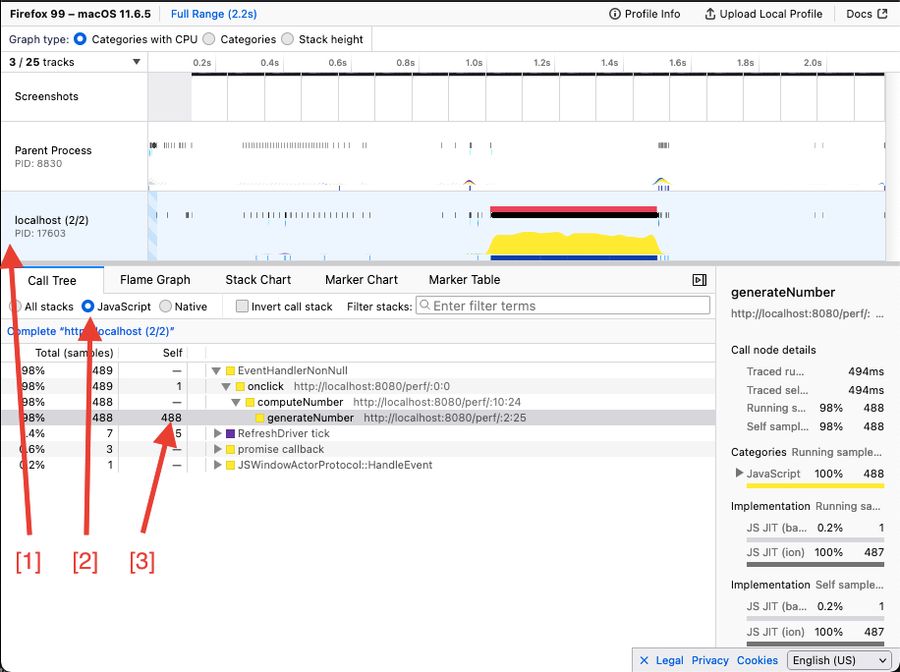 Firefox 99 – macOS 11.6.5 Full Range (2.2s) Profile Info Upload Local Profile Docs
Graph type: Categories with CPU Categories Stack height
3 / 25 tracks 0.2s 0.4s 0.6s 0.8s 1.0s 1.2s 1.4s 1.6s 1.8s 2.0s
Screenshots
Parent Process
PID: 8830
localhost (2/2)
PID: 17603
Call Tree Flame Graph Stack Chart Marker Chart Marker Table
All stacks JavaScript Native Invert call stack Filter stacks: Enter filter terms
Complete “http localhost (2/2)”
Total (samples) Self
98% 489 — EventHandlerNonNull
98% 489 1 onclick http://localhost:8080/perf/:0:0
98% 488 — computeNumber http://localhost:8080/perf/:10:24
98% 488 488 generateNumber http://localhost:8080/perf/:2:25
.4% 7 5 RefreshDriver tick
0.6% 3 — promise callback
0.2% 1 — JSWindowActorProtocol::HandleEvent
[1] [2] [3]
generateNumber
http://localhost:8080/perf/: ...
Call node details
Traced ru... 494ms
Traced sel... 494ms
Running s... 98% 488
Self sampl... 98% 488
Categories Running sample...
JavaScript 100% 488
Implementation Running sa...
JS JIT (ba... 0.2% 1
JS JIT (ion) 100% 487
Implementation Self sample...
JS JIT (ba... 0.2% 1
JS JIT (ion) 100% 487
Legal Privacy Cookies English (US)